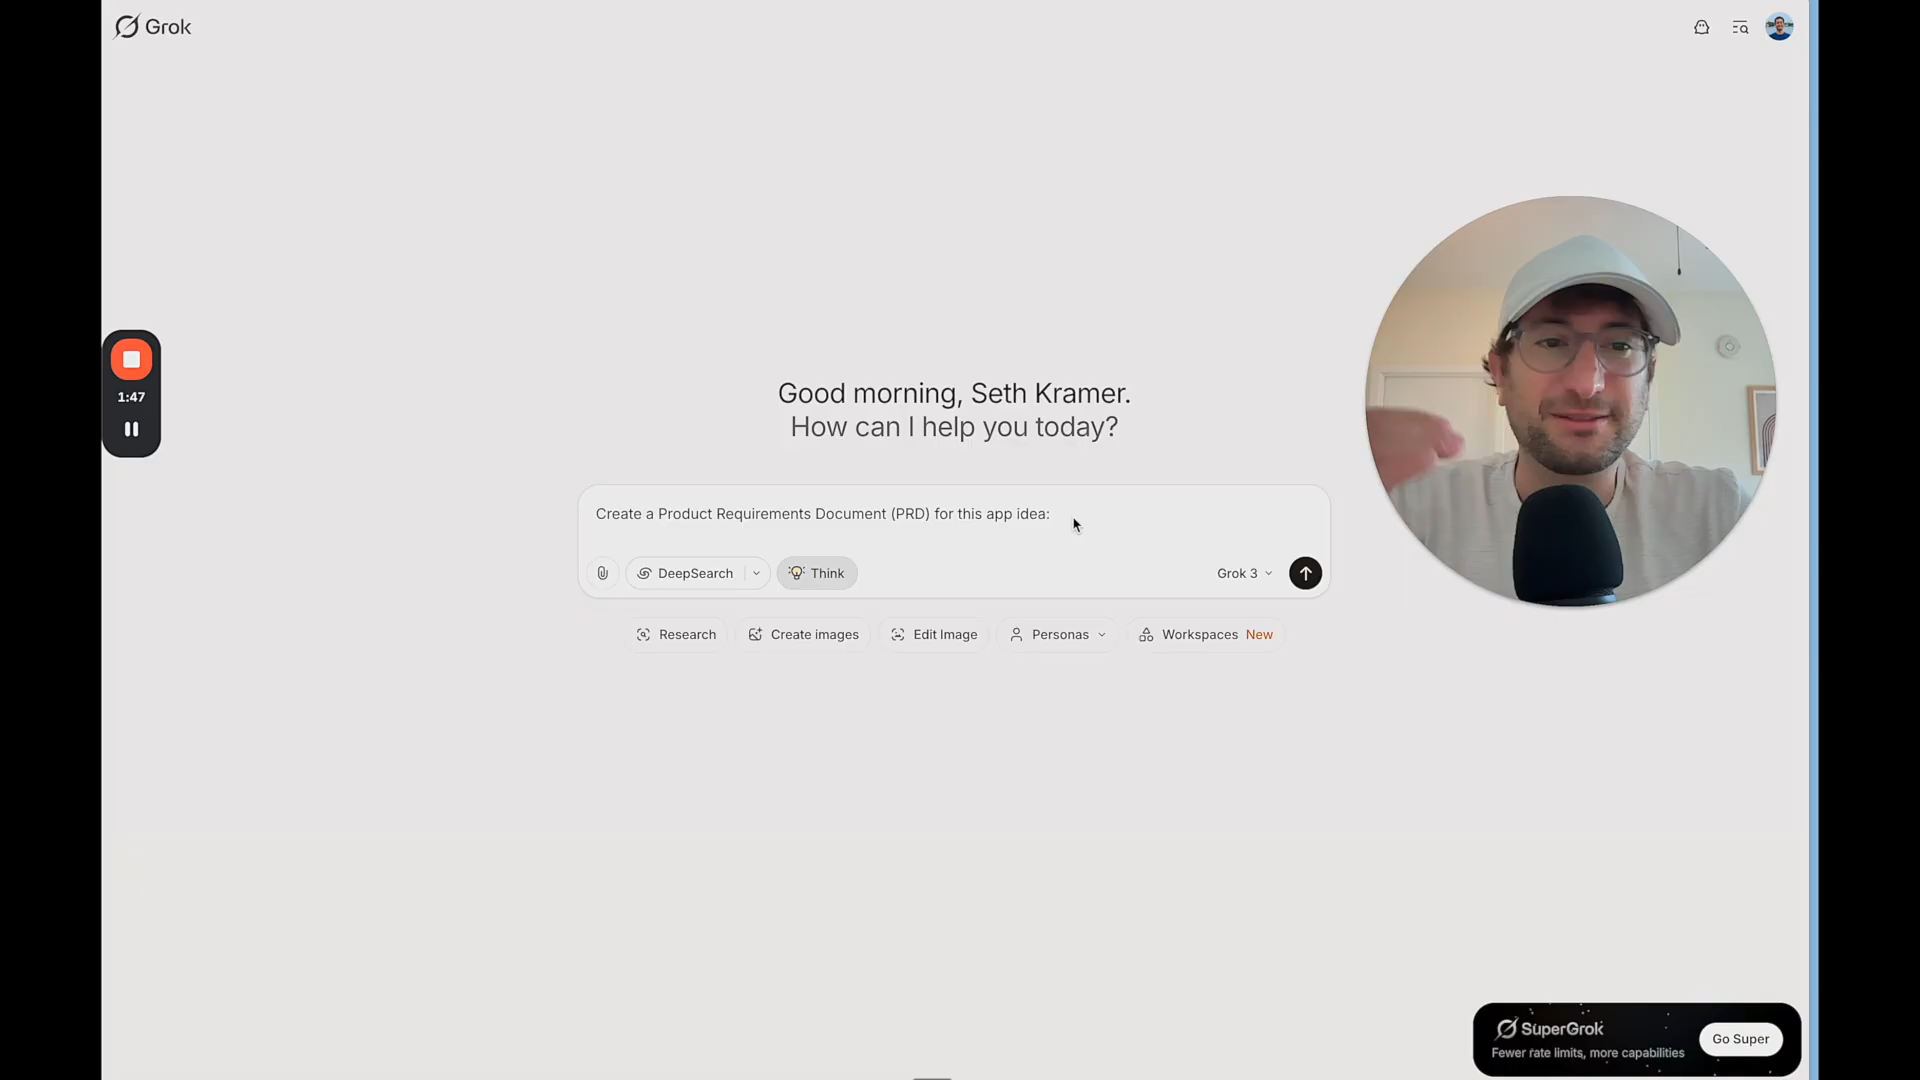 Grok
1:47
Good morning, Seth Kramer.
How can I help you today?
Create a Product Requirements Document (PRD) for this app idea:
DeepSearch
Think
Grok 3
Research
Create images
Edit Image
Personas
Workspaces New
SuperGrok
Fewer rate limits, more capabilities
Go Super